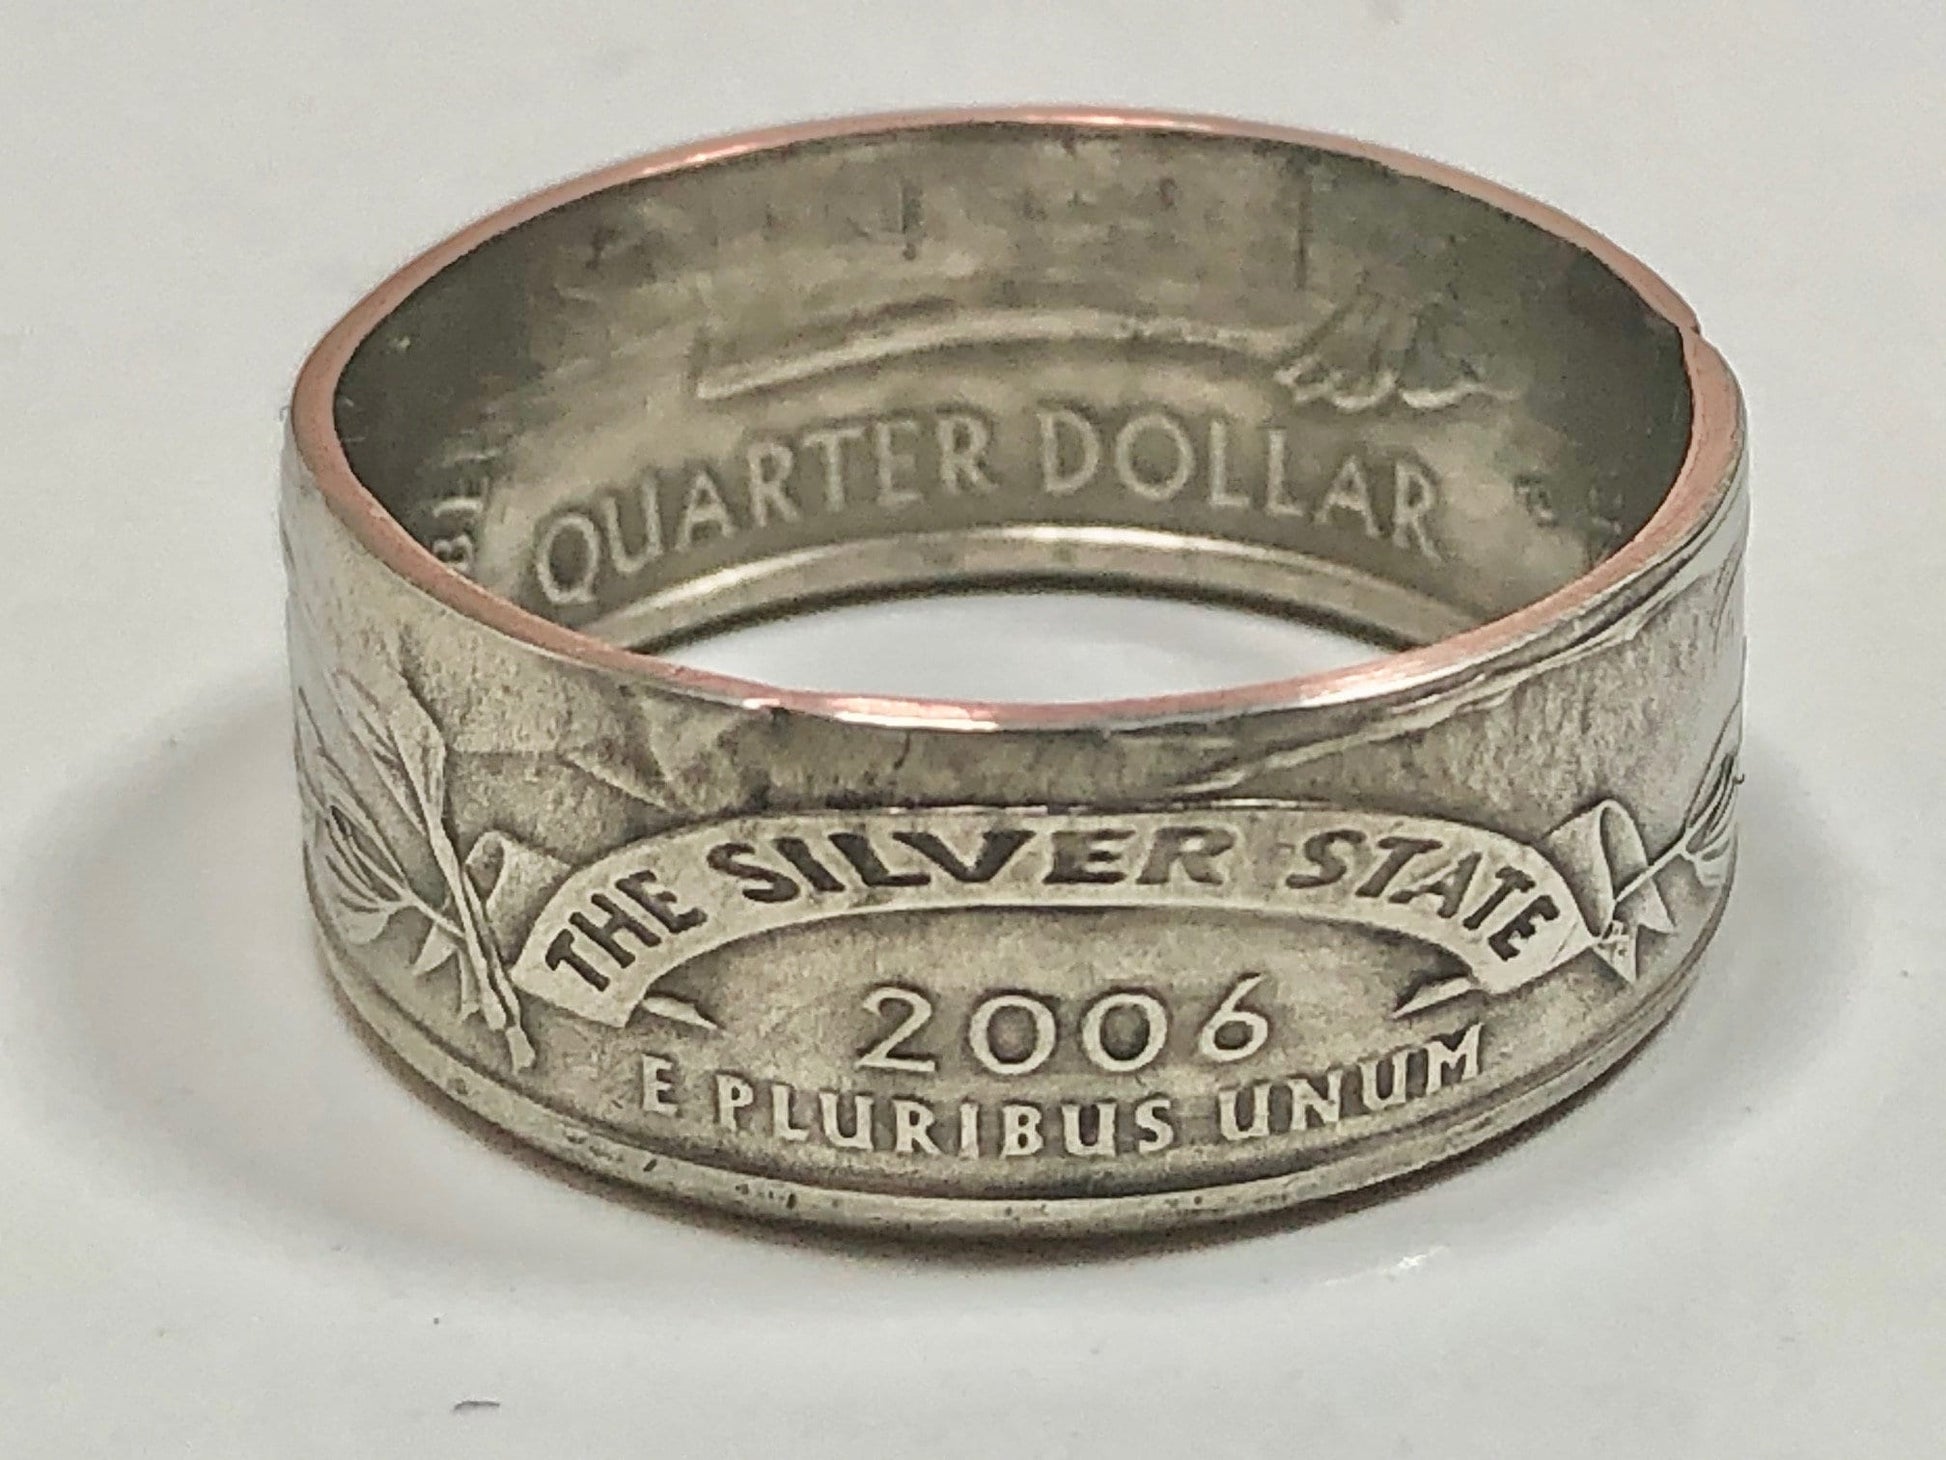 QUARTER DOLLAR
THE SILVER STATE
2006
E PLURIBUS UNUM